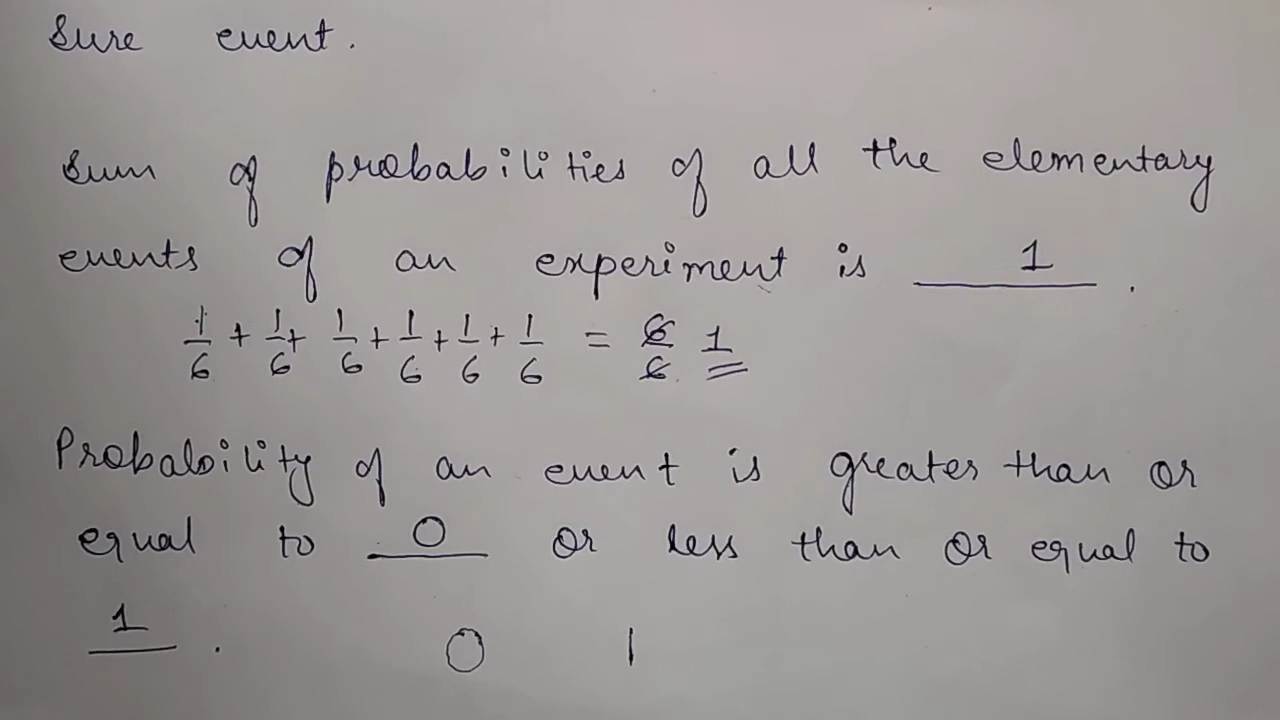 Sure event.
Sum of probabilities of all the elementary
events of an experiment is 1.
1/6 + 1/6 + 1/6 + 1/6 + 1/6 + 1/6 = 6/6 1
Probability of an event is greater than or
equal to 0 or less than or equal to
1. 0 1